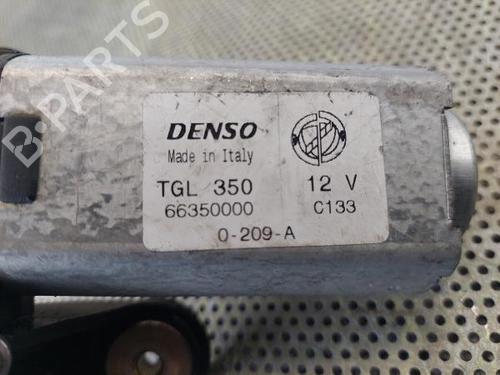 B-PARTS
DENSO
Made in Italy
TGL 350 12 V
66350000 C133
0-209-A